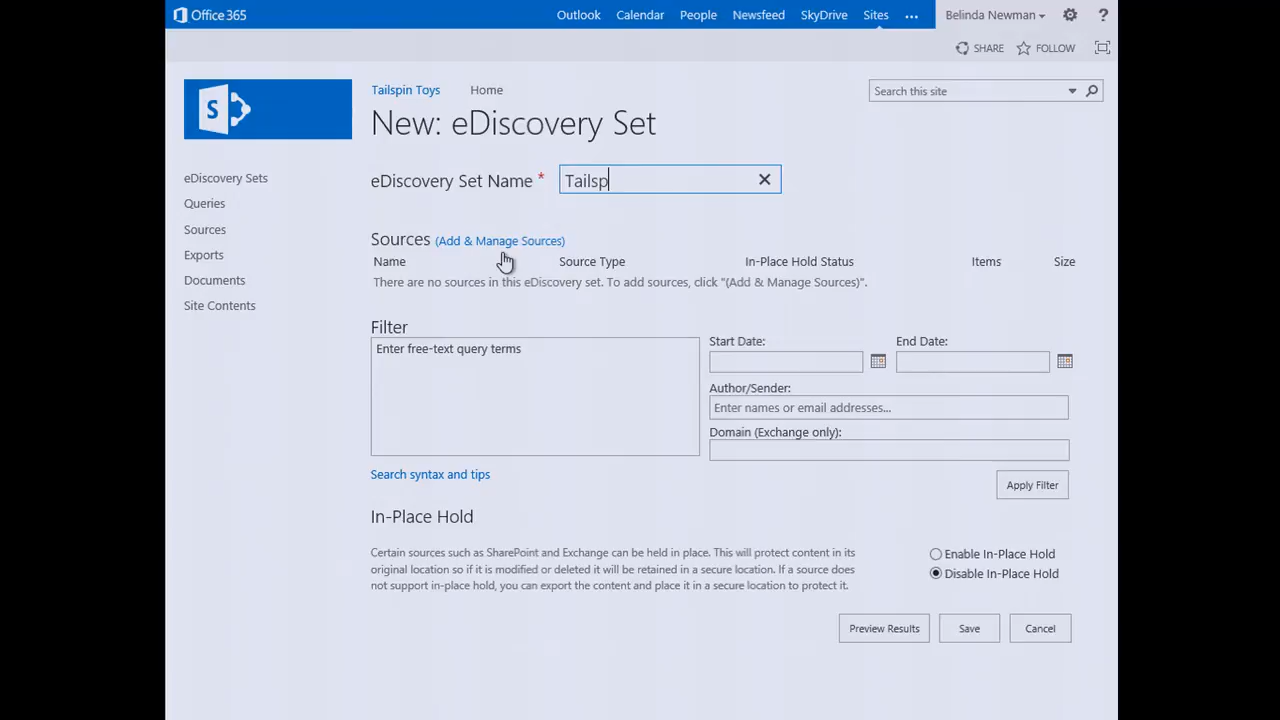 Office 365
Outlook Calendar People Newsfeed SkyDrive Sites ••• Belinda Newman ?
SHARE FOLLOW
S
Tailspin Toys Home
Search this site
New: eDiscovery Set
eDiscovery Sets
Queries
Sources
Exports
Documents
Site Contents
eDiscovery Set Name * Tailsp
Sources (Add & Manage Sources)
Name Source Type In-Place Hold Status Items Size
There are no sources in this eDiscovery set. To add sources, click "(Add & Manage Sources)".
Filter
Enter free-text query terms
Start Date: End Date:
Author/Sender:
Enter names or email addresses...
Domain (Exchange only):
Search syntax and tips
Apply Filter
In-Place Hold
Certain sources such as SharePoint and Exchange can be held in place. This will protect content in its
original location so if it is modified or deleted it will be retained in a secure location. If a source does
not support in-place hold, you can export the content and place it in a secure location to protect it.
Enable In-Place Hold
Disable In-Place Hold
Preview Results Save Cancel